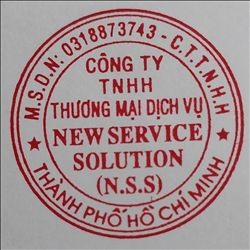 M.S.D.N: 0318873743 - C.T.T.N.H.H
CÔNG TY
TNHH
THƯƠNG MẠI DỊCH VỤ
NEW SERVICE
SOLUTION
(N.S.S)
THÀNH PHỐ HỒ CHÍ MINH